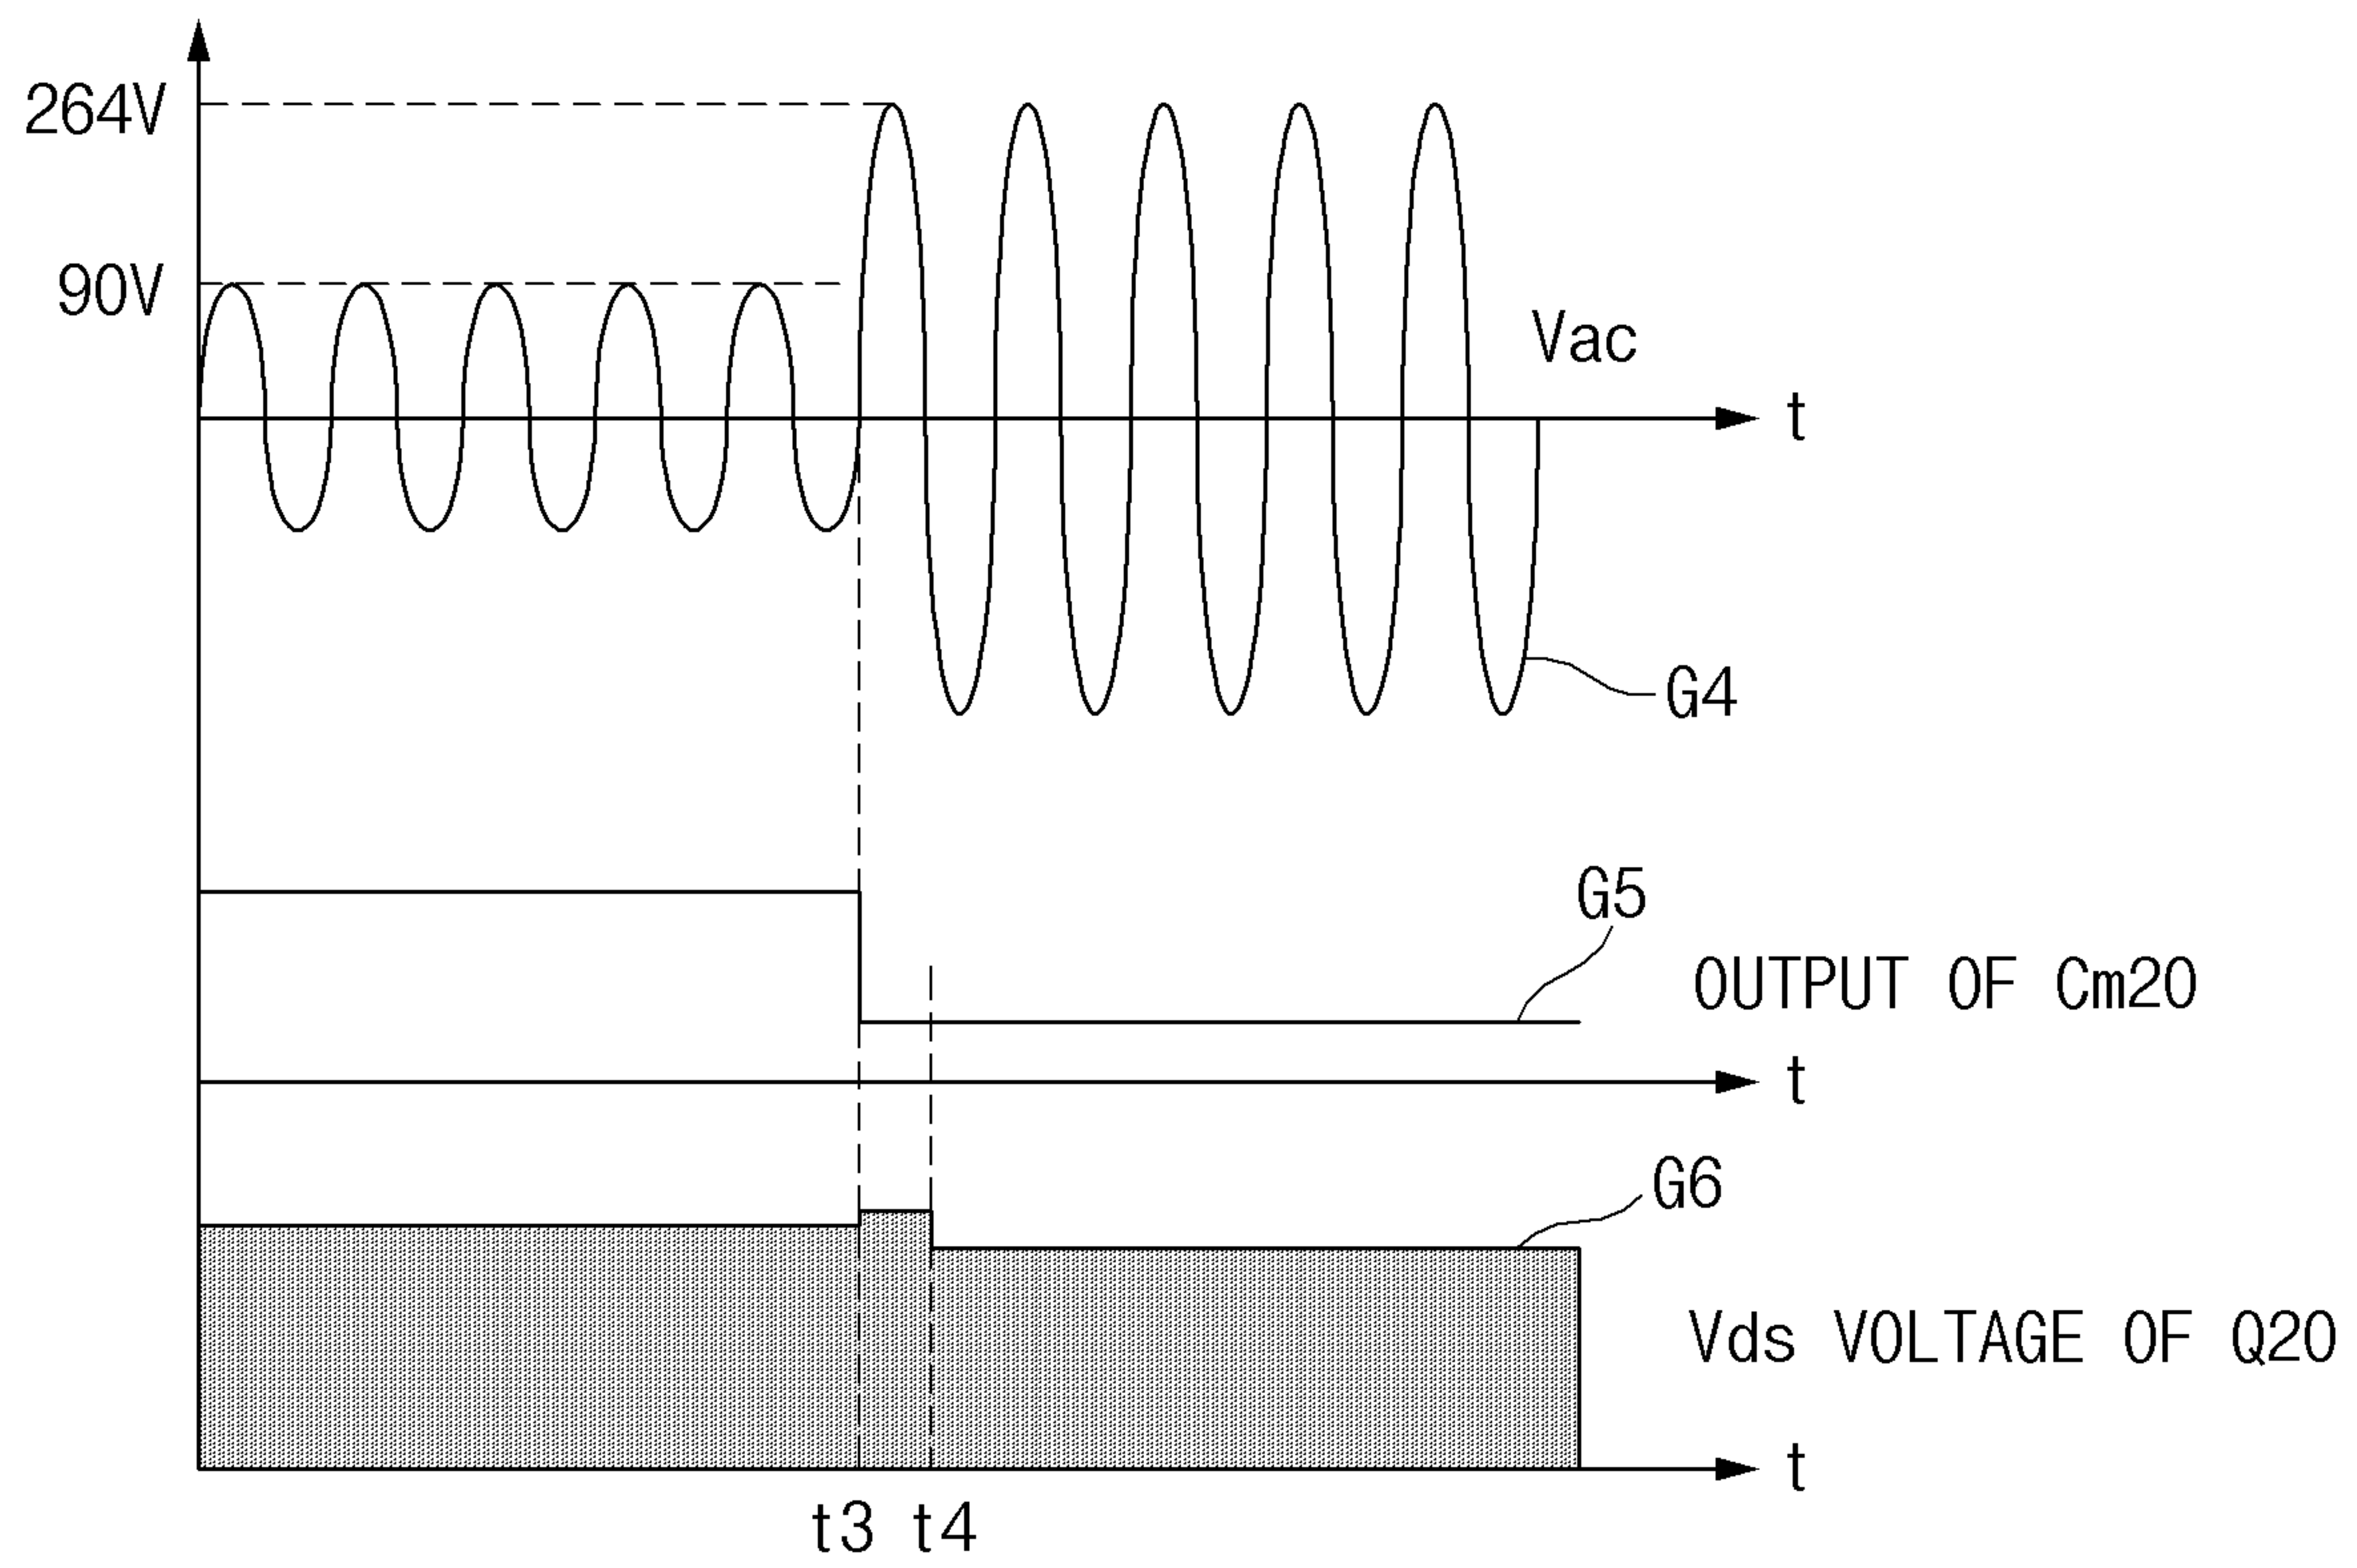 264V
90V
Vac
t
G4
G5
OUTPUT OF Cm20
t
G6
Vds VOLTAGE OF Q20
t
t3
t4